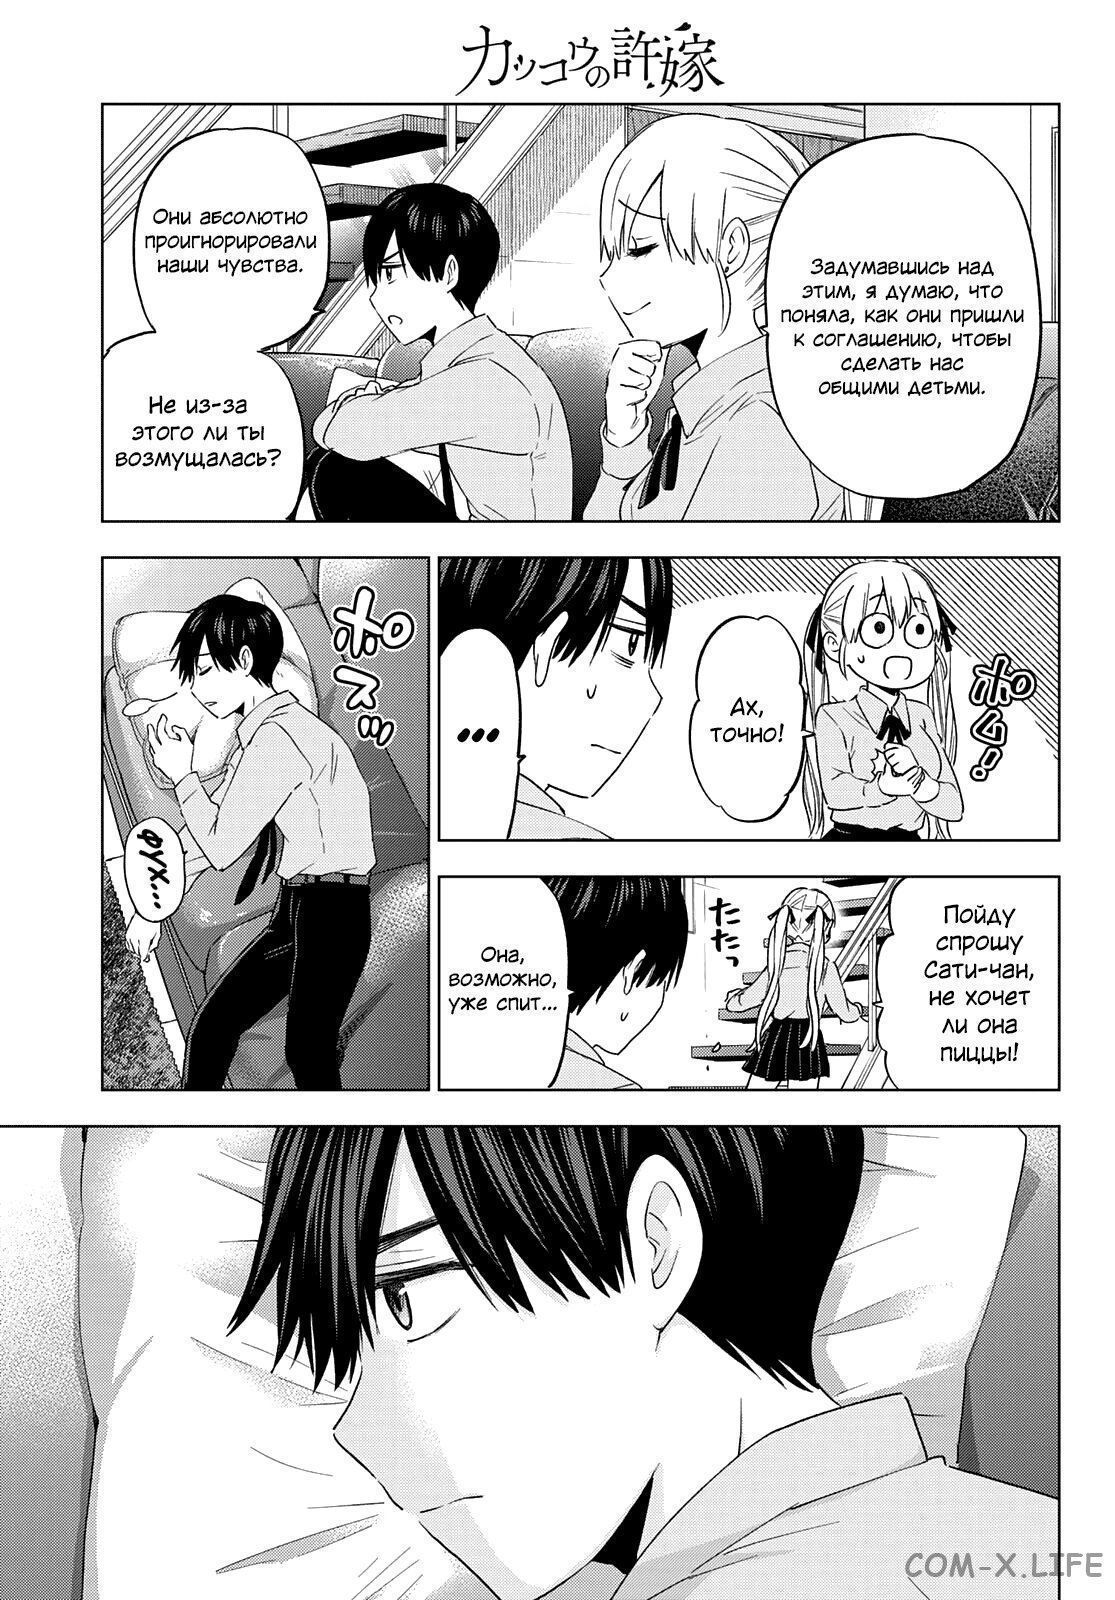 カッコウの許嫁
Задумавшись над
этим, я думаю, что
поняла, как они пришли
к соглашению, чтобы
сделать нас
общими детьми.
Они абсолютно
проигнорировали
наши чувства.
Не из-за
этого ли ты
возмущалась?
ポム!
Ах,
точно!
...
Пойду
спрошу
Сати-чан,
не хочет
ли она
пиццы!
たたっ
Она,
возможно,
уже спит...
ポスッ
Фух...
COM-X.LIFE